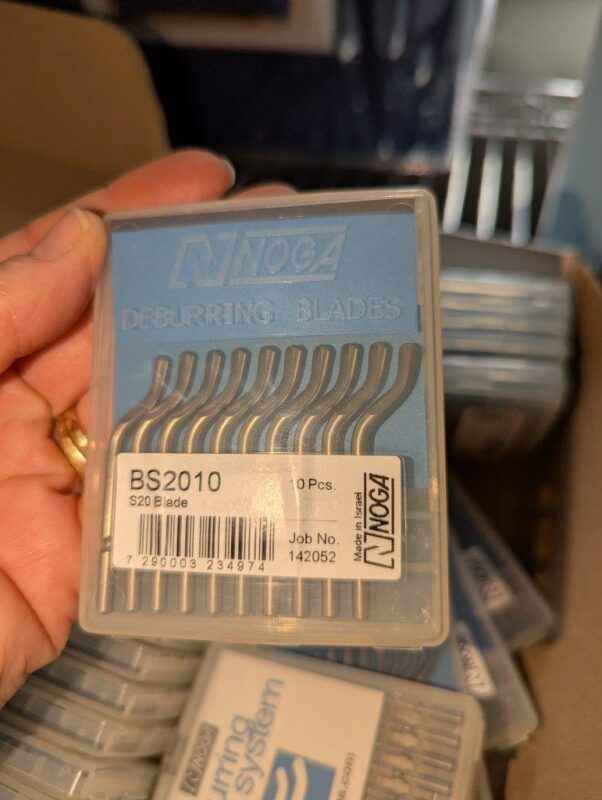 NOGA
DEBURRING BLADES
BS2010
10 Pcs.
S20 Blade
Job No.
142052
7 290003 234974
Made in Israel
NOGA
NOGA
system